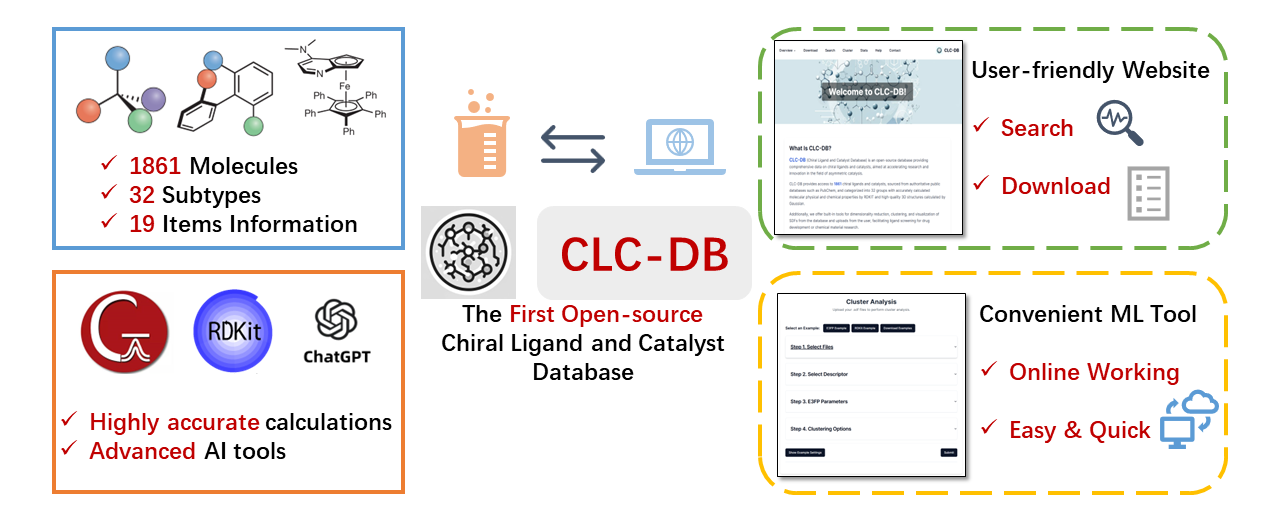 N
N
Fe
Ph
Ph
Ph
Ph
Ph
1861 Molecules
32 Subtypes
19 Items Information
RDKit
ChatGPT
Highly accurate calculations
Advanced AI tools
CLC-DB
The First Open-source
Chiral Ligand and Catalyst
Database
Overview
Download
Search
Cluster
Stats
Help
Contact
CLC-DB
Welcome to CLC-DB!
What is CLC-DB?
CLC-DB (Chiral Ligand and Catalyst Database) is an open-source database providing
comprehensive data on chiral ligands and catalysts, aimed at accelerating research and
innovation in the field of asymmetric catalysis.
CLC-DB provides access to 1861 chiral ligands and catalysts, sourced from authoritative public
databases such as PubChem, and categorized into 32 groups with accurately calculated
molecular physical and chemical properties by RDKIT and high-quality 3D structures calculated by
Gaussian.
Additionally, we offer built-in tools for dimensionality reduction, clustering, and visualization of
SDFs from the database and uploads from the user, facilitating ligand screening for drug
development or chemical material research.
User-friendly Website
Search
Download
Cluster Analysis
Upload your .sdf files to perform cluster analysis.
Select an Example:
E3FP Example
Download Examples
Step 1. Select Files
Step 2. Select Descriptor
Step 3. E3FP Parameters
Step 4. Clustering Options
Show Example Settings
Submit
Convenient ML Tool
Online Working
Easy & Quick